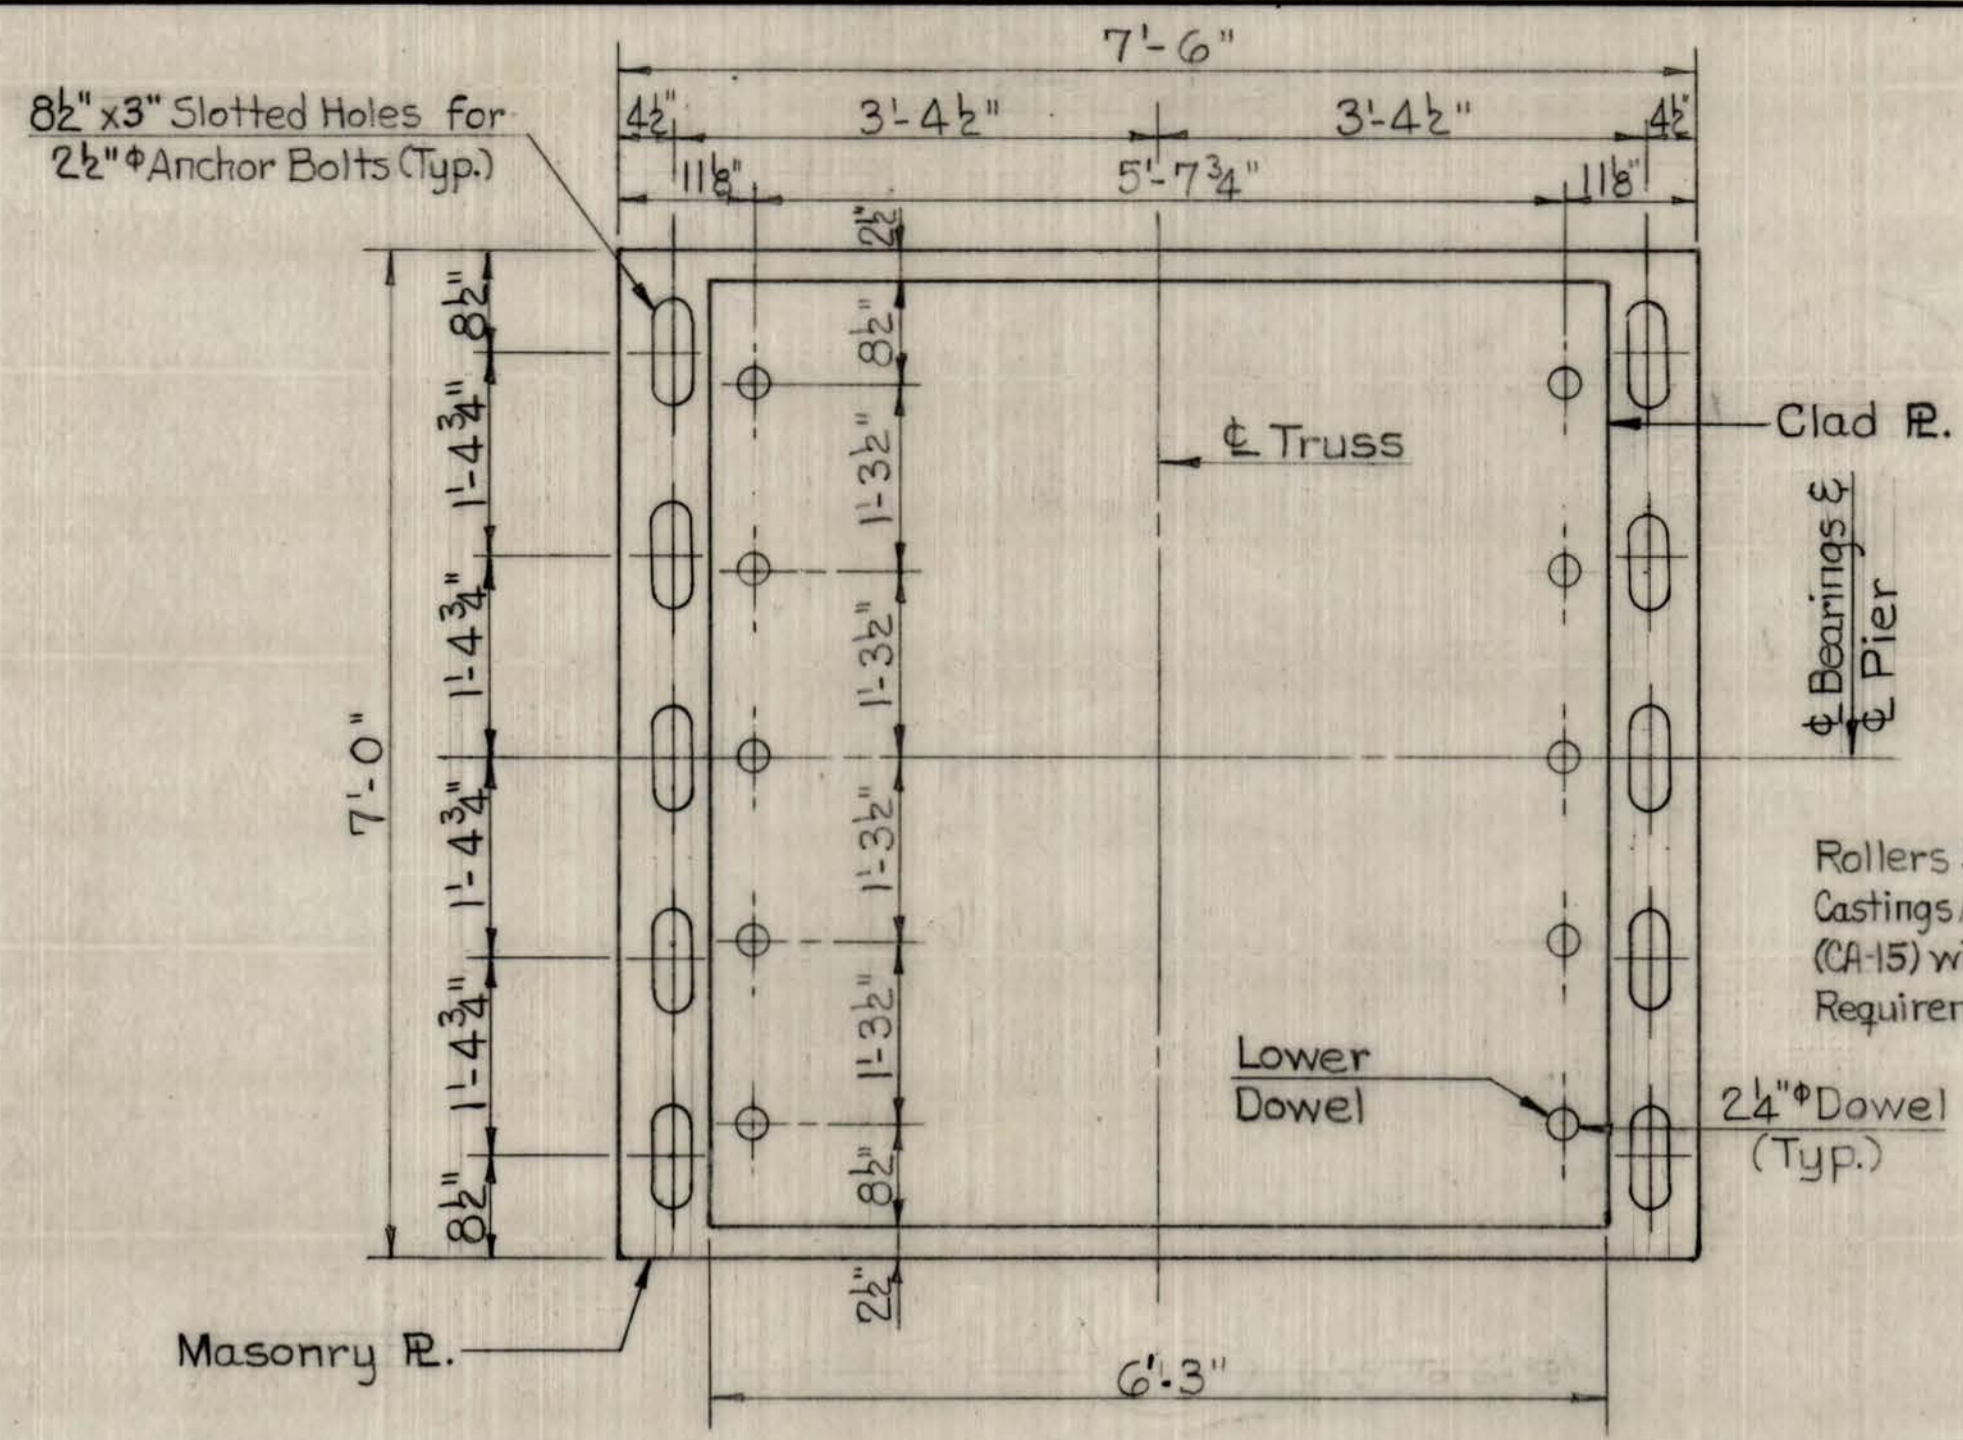 7'-6"
4½" 3'-4½" 3'-4½" 4½"
11⅛" 5'-7¾" 11⅛"
8½"x3" Slotted Holes for
2½"ᶲ Anchor Bolts (Typ.)
2½"
8½"
1'-4¾"
1'-4¾"
1'-4¾"
1'-4¾"
8½"
7'-0"
8½"
1'-3½"
1'-3½"
1'-3½"
1'-3½"
8½"
2½"
℄ Truss
Clad ⅊.
℄ Bearings &
℄ Pier
Rollers
Castings
(CA-15)
Lower
Dowel
2¼"ᶲ Dowel
(Typ.)
Masonry ⅊.
6'-3"